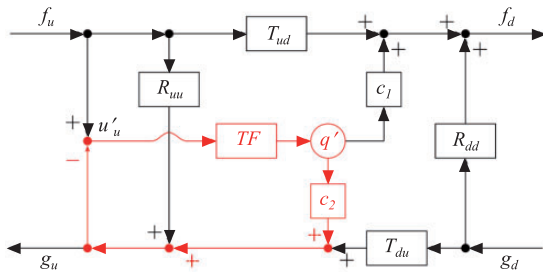 f_u + + f_d
T_ud
+ +
R_uu c_1
+ u'_u TF q' R_dd
−
c_2
+ + +
g_u + T_du g_d